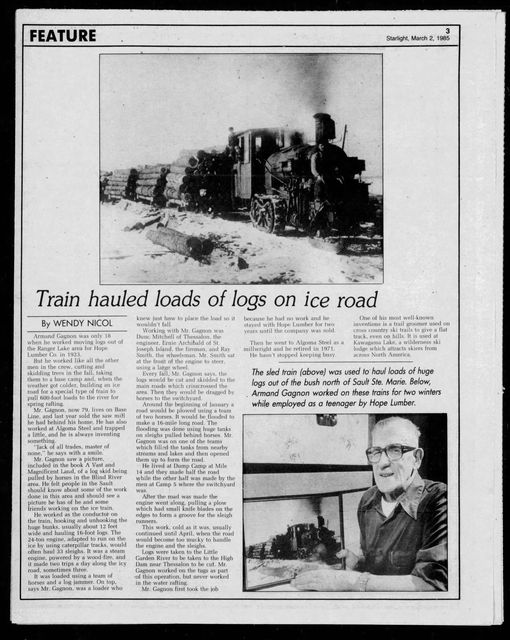 FEATURE
3
Starlight, March 2, 1985
Train hauled loads of logs on ice road
By WENDY NICOL
Armand Gagnon was only 18
when he worked moving logs out of
the Ranger Lake area for Hope
Lumber Co. in 1923.
But he worked like all the other
men in the crew, cutting and
skidding trees in the fall, taking
them to a base camp and, when the
weather got colder, building an ice
road for a special type of train to
pull 600-foot loads to the river for
spring rafting.
Mr. Gagnon, now 79, lives on Base
Line, and last year sold the saw mill
he had behind his home. He has also
worked at Algoma Steel and trapped
a little, and he is always inventing
something.
"Jack of all trades, master of
none," he says with a smile.
Mr. Gagnon saw a picture,
included in the book A Vast and
Magnificent Land, of a log skid being
pulled by horses in the Blind River
area. He felt people in the Sault
should know about some of the work
done in this area and should see a
picture he has of he and some
friends working on the ice train.
He worked as the conductor on
the train, hooking and unhooking the
huge bunks, usually about 12 feet
wide and hauling 16-foot logs. The
24-ton engine, adapted to run on the
ice by using caterpillar tracks, would
often haul 33 sleighs. It was a steam
engine, powered by a wood fire, and
it made two trips a day along the icy
road, sometimes three.
It was loaded using a team of
horses and a log jammer. On top,
says Mr. Gagnon, was a loader who
knew just how to place the load so it
wouldn't fall.
Working with Mr. Gagnon was
Dunc Mitchell of Thessalon, the
engineer, Ernie Archibald of St.
Joseph Island, the fireman, and Ray
Smith, the wheelsman. Mr. Smith sat
at the front of the engine to steer,
using a large wheel.
Every fall, Mr. Gagnon says, the
logs would be cut and skidded to the
main roads which crisscrossed the
area. Then they would be dragged by
horses to the switchyard.
Around the beginning of January a
road would be plowed using a team
of two horses. It would be flooded to
make a 16-mile long road. The
flooding was done using huge tanks
on sleighs pulled behind horses. Mr.
Gagnon was on one of the teams
which filled the tanks from nearby
streams and lakes and then opened
them up to form the road.
He lived at Dump Camp at Mile
14 and they made half the road
while the other half was made by the
men at Camp 5 where the switchyard
was.
After the road was made the
engine went along, pulling a plow
which had small knife blades on the
edges to form a groove for the sleigh
runners.
This work, cold as it was, usually
continued until April, when the road
would become too mucky to handle
the engine and the sleighs.
Logs were taken to the Little
Garden River to be taken to the High
Dam near Thessalon to be cut. Mr.
Gagnon worked on the tugs as part
of this operation, but never worked
in the water rafting.
Mr. Gagnon first took the job
because he had no work and he
stayed with Hope Lumber for two
years until the company was sold.
Then he went to Algoma Steel as a
millwright and he retired in 1971.
He hasn't stopped keeping busy.
One of his most well-known
inventions is a trail groomer used on
cross country ski trails to give a flat
track, even on hills. It is used at
Kawagama Lake, a wilderness ski
lodge which attracts skiers from
across North America.
The sled train (above) was used to haul loads of huge
logs out of the bush north of Sault Ste. Marie. Below,
Armand Gagnon worked on these trains for two winters
while employed as a teenager by Hope Lumber.